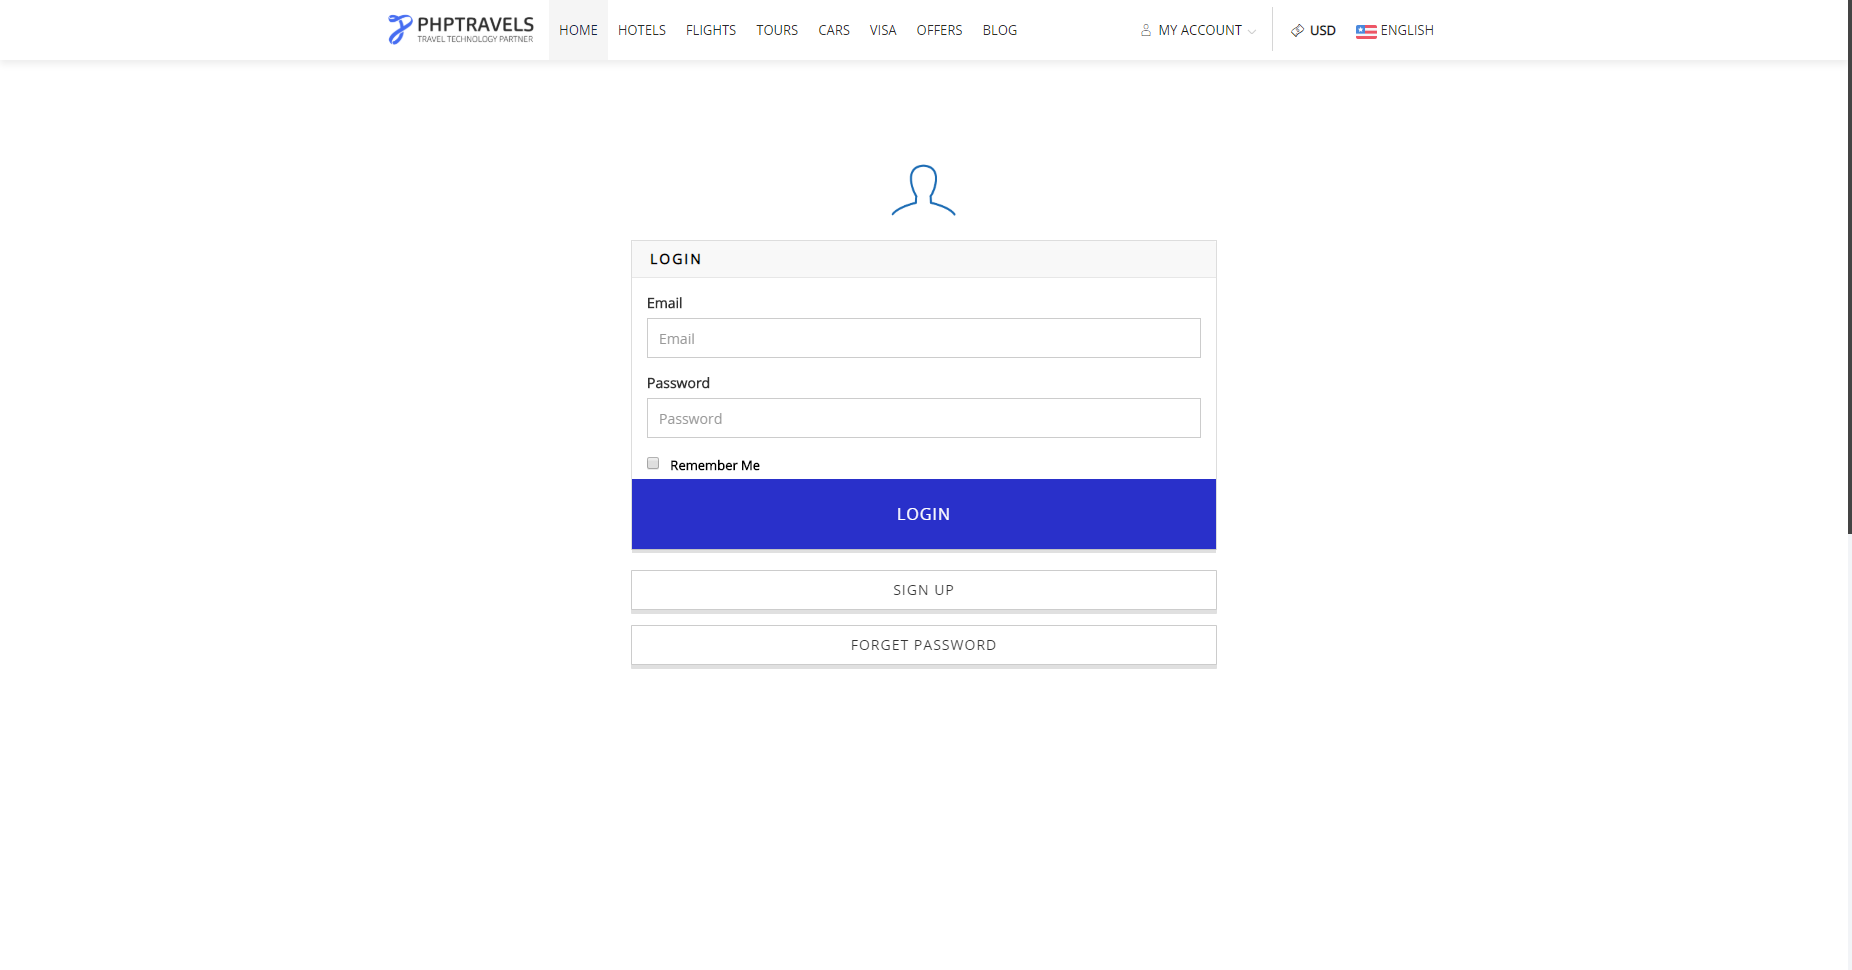 PHPTRAVELS
TRAVEL TECHNOLOGY PARTNER
HOME HOTELS FLIGHTS TOURS CARS VISA OFFERS BLOG MY ACCOUNT USD ENGLISH
LOGIN
Email
Email
Password
Password
Remember Me
LOGIN
SIGN UP
FORGET PASSWORD